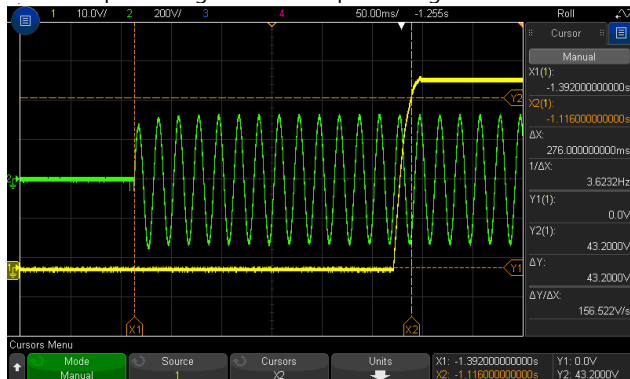 1 10.0V/ 2 200V/ 3 4 50.00ms/ -1.255s Roll
Cursor
Manual
X1(1):
-1.392000000000s
X2(1):
-1.116000000000s
ΔX:
276.000000000ms
1/ΔX:
3.6232Hz
Y1(1):
0.0V
Y2(1):
43.2000V
ΔY:
43.2000V
ΔY/ΔX:
156.522V/s
Y2
2
1
Y1
X1
X2
Cursors Menu
Mode
Manual
Source
1
Cursors
X2
Units
X1: -1.392000000000s
X2: -1.116000000000s
Y1: 0.0V
Y2: 43.2000V